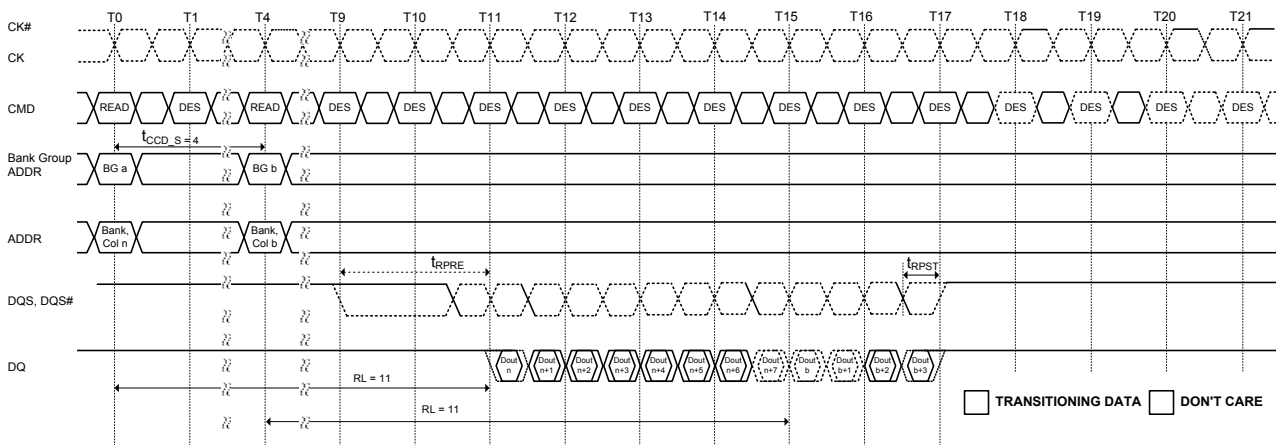 T0 T1 T4 T9 T10 T11 T12 T13 T14 T15 T16 T17 T18 T19 T20 T21
CK#
CK
CMD READ DES READ DES DES DES DES DES DES DES DES DES DES DES DES DES
tCCD_S = 4
Bank Group
ADDR
BG a BG b
ADDR
Bank,
Col n
Bank,
Col b
tRPRE
tRPST
DQS, DQS#
DQ
Dout
n
Dout
n+1
Dout
n+2
Dout
n+3
Dout
n+4
Dout
n+5
Dout
n+6
Dout
n+7
Dout
b
Dout
b+1
Dout
b+2
Dout
b+3
RL = 11
RL = 11
TRANSITIONING DATA DON'T CARE